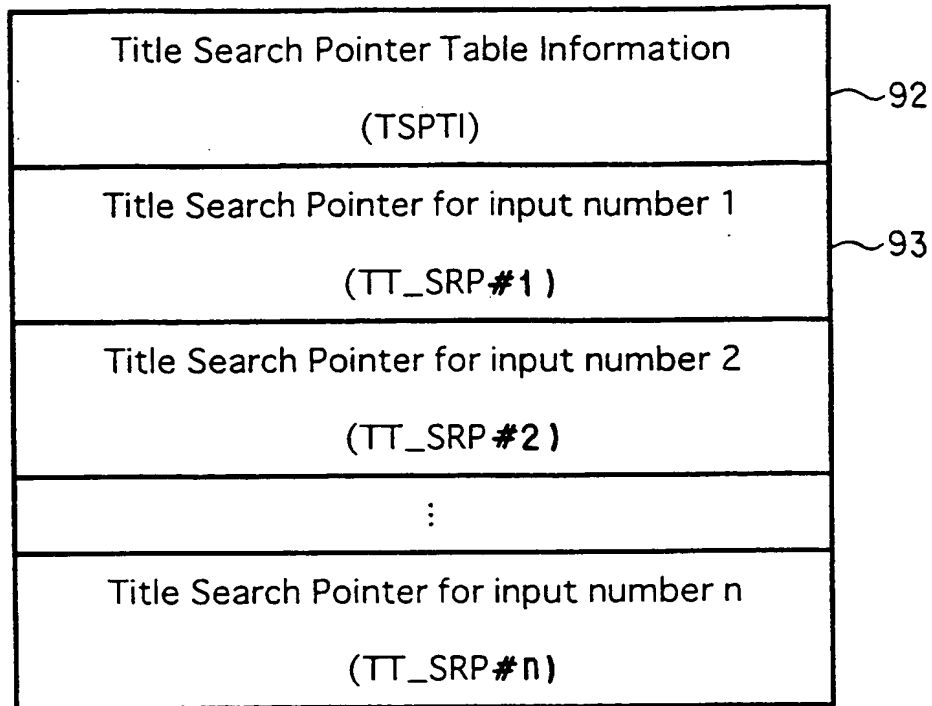 Title Search Pointer Table Information
(TSPTI)
92
Title Search Pointer for input number 1
(TT_SRP#1)
93
Title Search Pointer for input number 2
(TT_SRP#2)
⋮
Title Search Pointer for input number n
(TT_SRP#n)